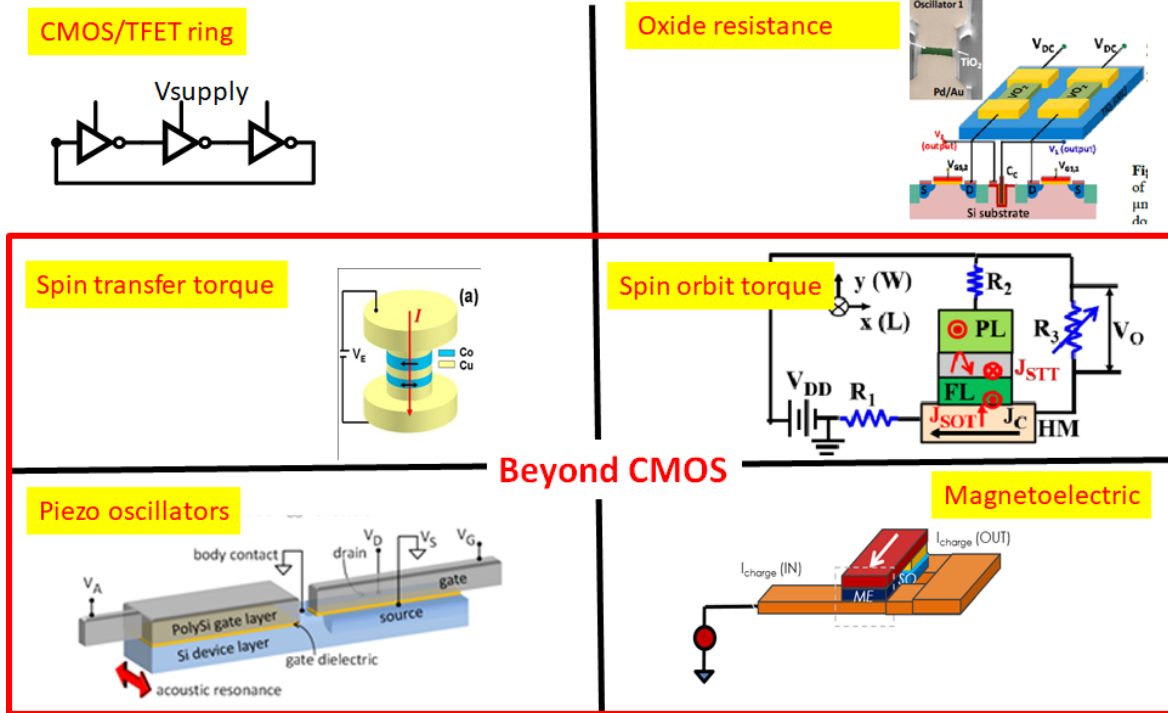 CMOS/TFET ring
Vsupply
Oxide resistance
Oscillator 1
TiO2
Pd/Au
VDC
VDC
VO2
VO2
V2
(output)
V1 (output)
VGS,2
CC
VGS,1
S
D
D
S
Si substrate
Fig
of
μm
do
Spin transfer torque
(a)
I
VE
Co
Cu
Spin orbit torque
y (W)
x (L)
R2
PL
R3
VO
JSTT
VDD
R1
FL
JSOT
JC
HM
Beyond CMOS
Piezo oscillators
body contact
drain
VD
VS
VG
VA
gate
PolySi gate layer
source
Si device layer
gate dielectric
acoustic resonance
Magnetoelectric
Icharge (OUT)
Icharge (IN)
SO
ME